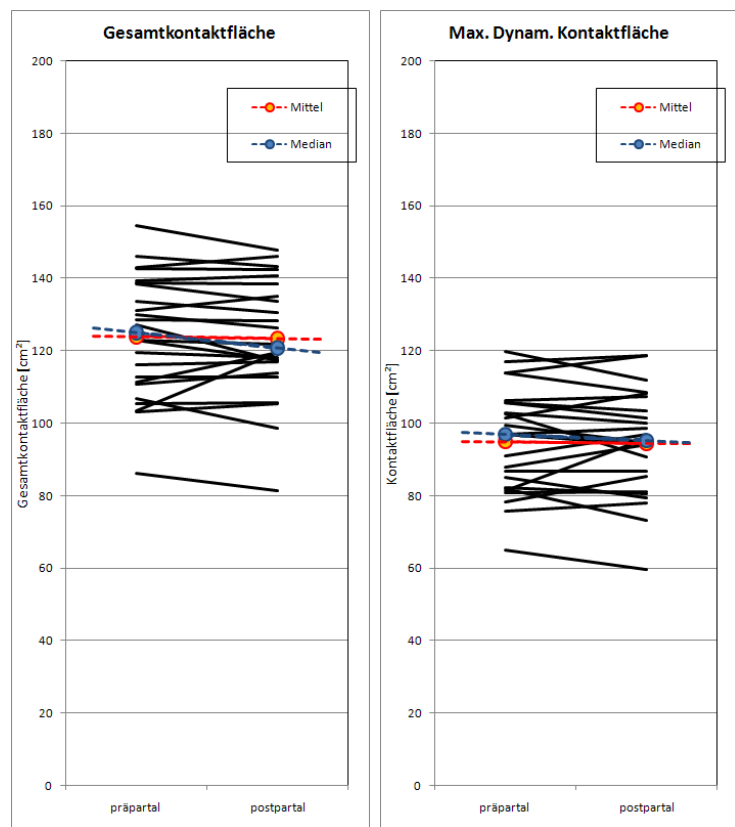 Gesamtkontaktfläche
200
180
160
140
120
100
80
60
40
20
0
Gesamtkontaktfläche [cm²]
Mittel
Median
präpartal postpartal
Max. Dynam. Kontaktfläche
200
180
160
140
120
100
80
60
40
20
0
Kontaktfläche [cm²]
Mittel
Median
präpartal postpartal